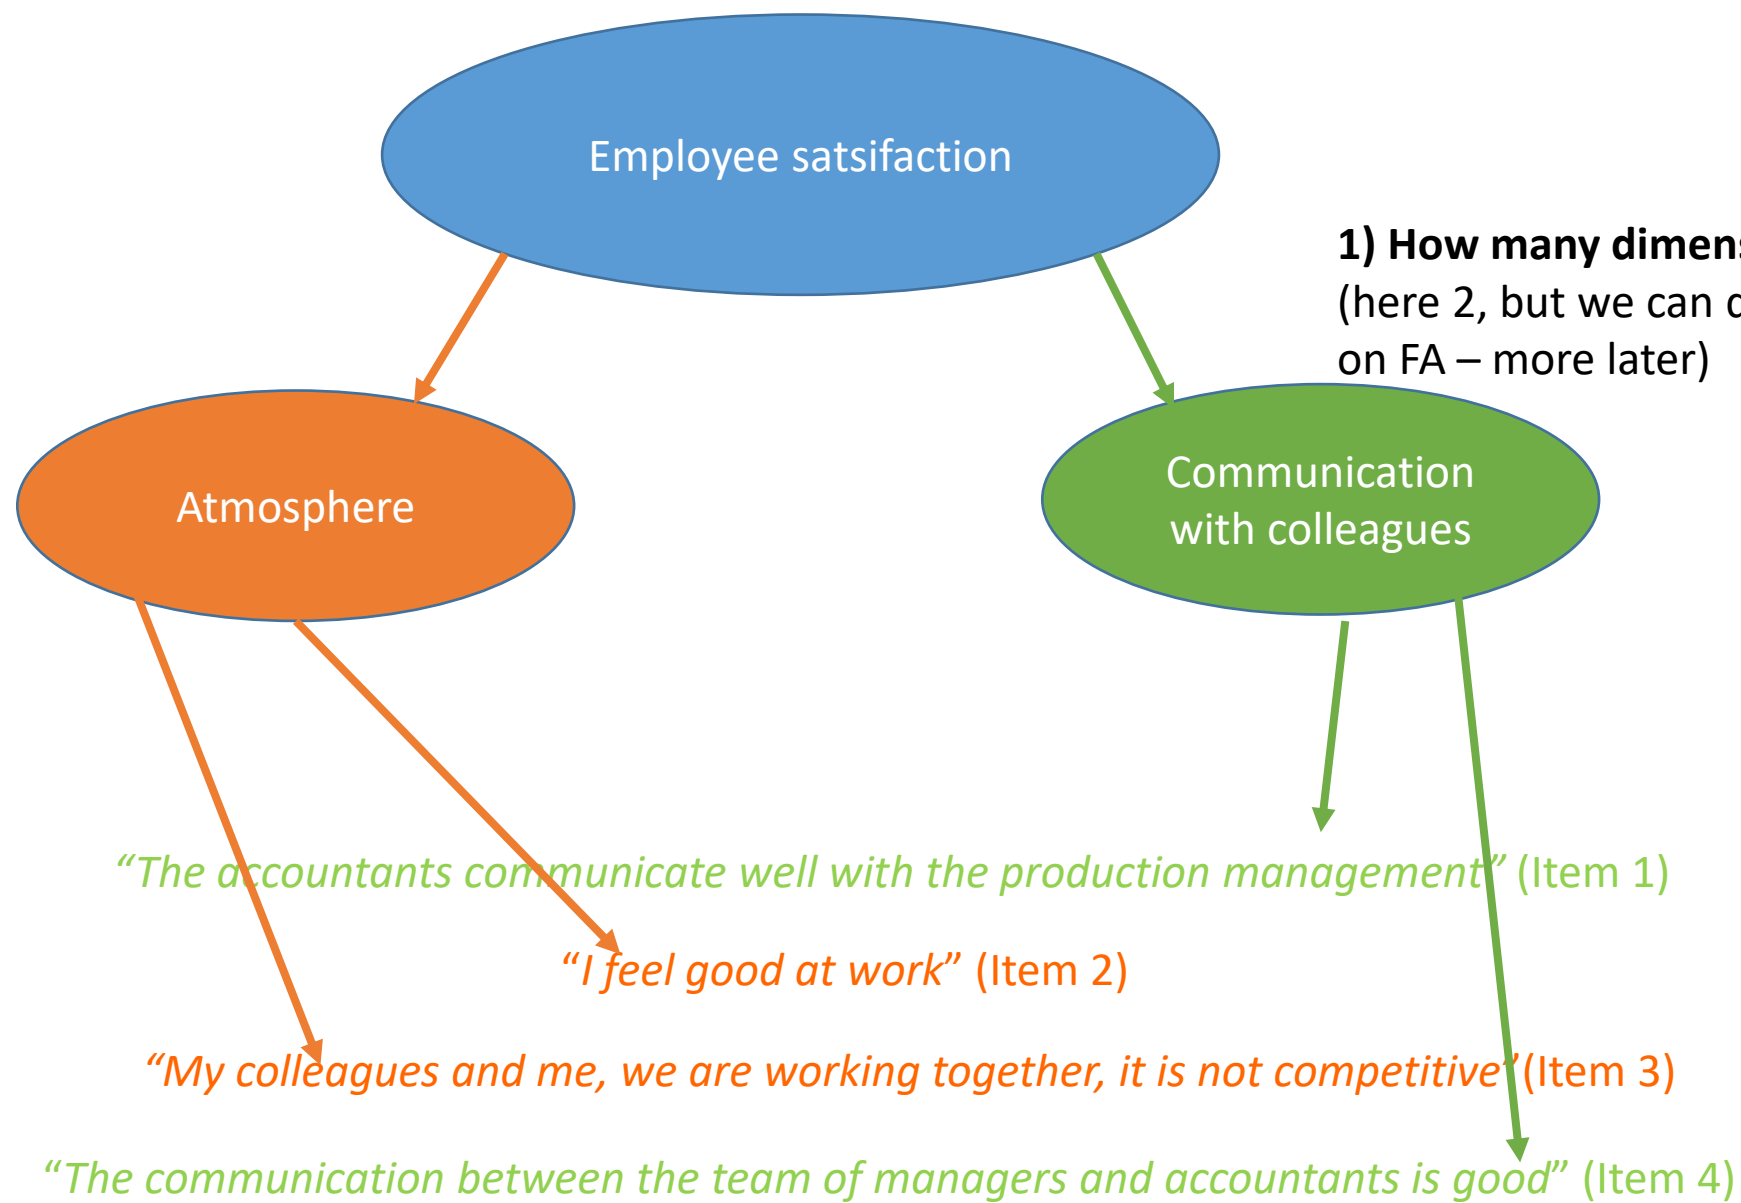 Employee satsifaction
1) How many dimens
(here 2, but we can d
on FA – more later)
Atmosphere
Communication
with colleagues
“The accountants communicate well with the production management” (Item 1)
“I feel good at work” (Item 2)
“My colleagues and me, we are working together, it is not competitive”(Item 3)
“The communication between the team of managers and accountants is good” (Item 4)